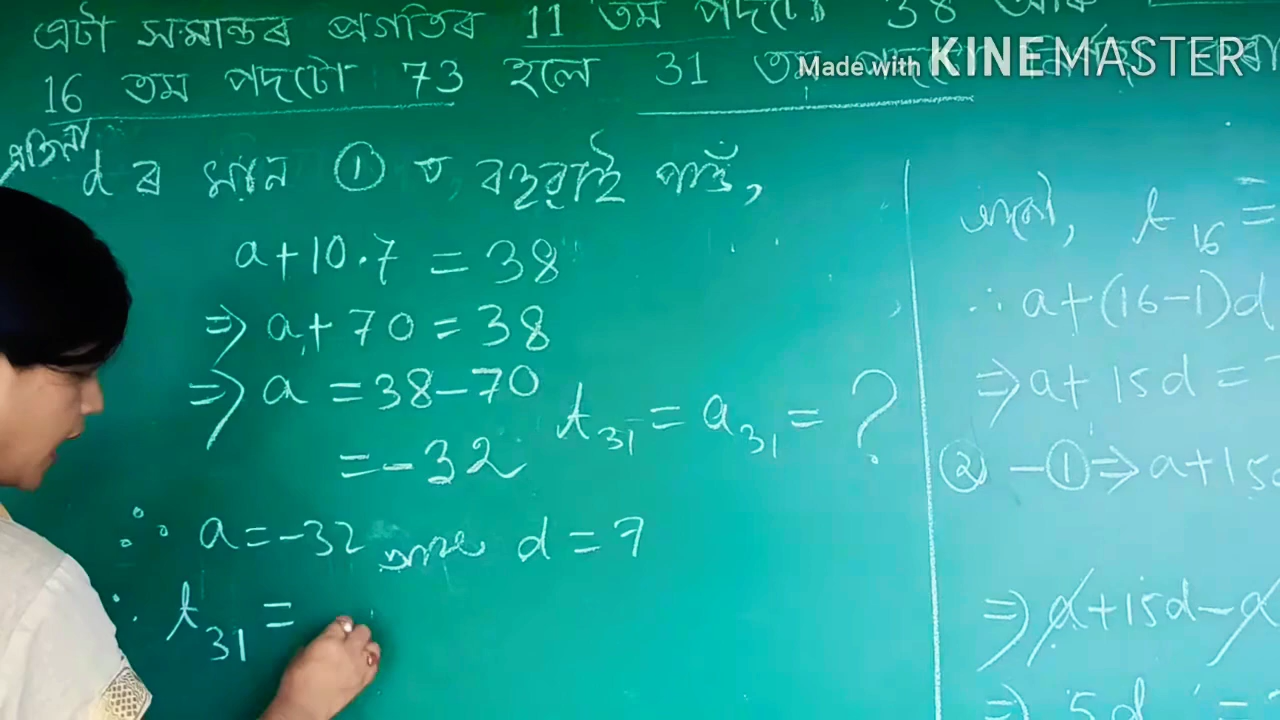 এটা সমান্তৰ প্ৰগতিৰ 11 তম পদটো 38 আৰু
16 তম পদটো 73 হলে 31 তম পদটো
Made with KINEMASTER
d ৰ মান ① ত বহুৱাই পাওঁ,
a+10.7 = 38
⇒ a+70 = 38
⇒ a = 38-70
= -32
t₃₁ = a₃₁ = ?
∴ a = -32 আৰু d = 7
∴ t₃₁ =
আকৌ, t₁₆ =
∴ a+(16-1)d
⇒ a+15d =
② - ① ⇒ a+15d
⇒ a+15d-a
⇒ 5d =